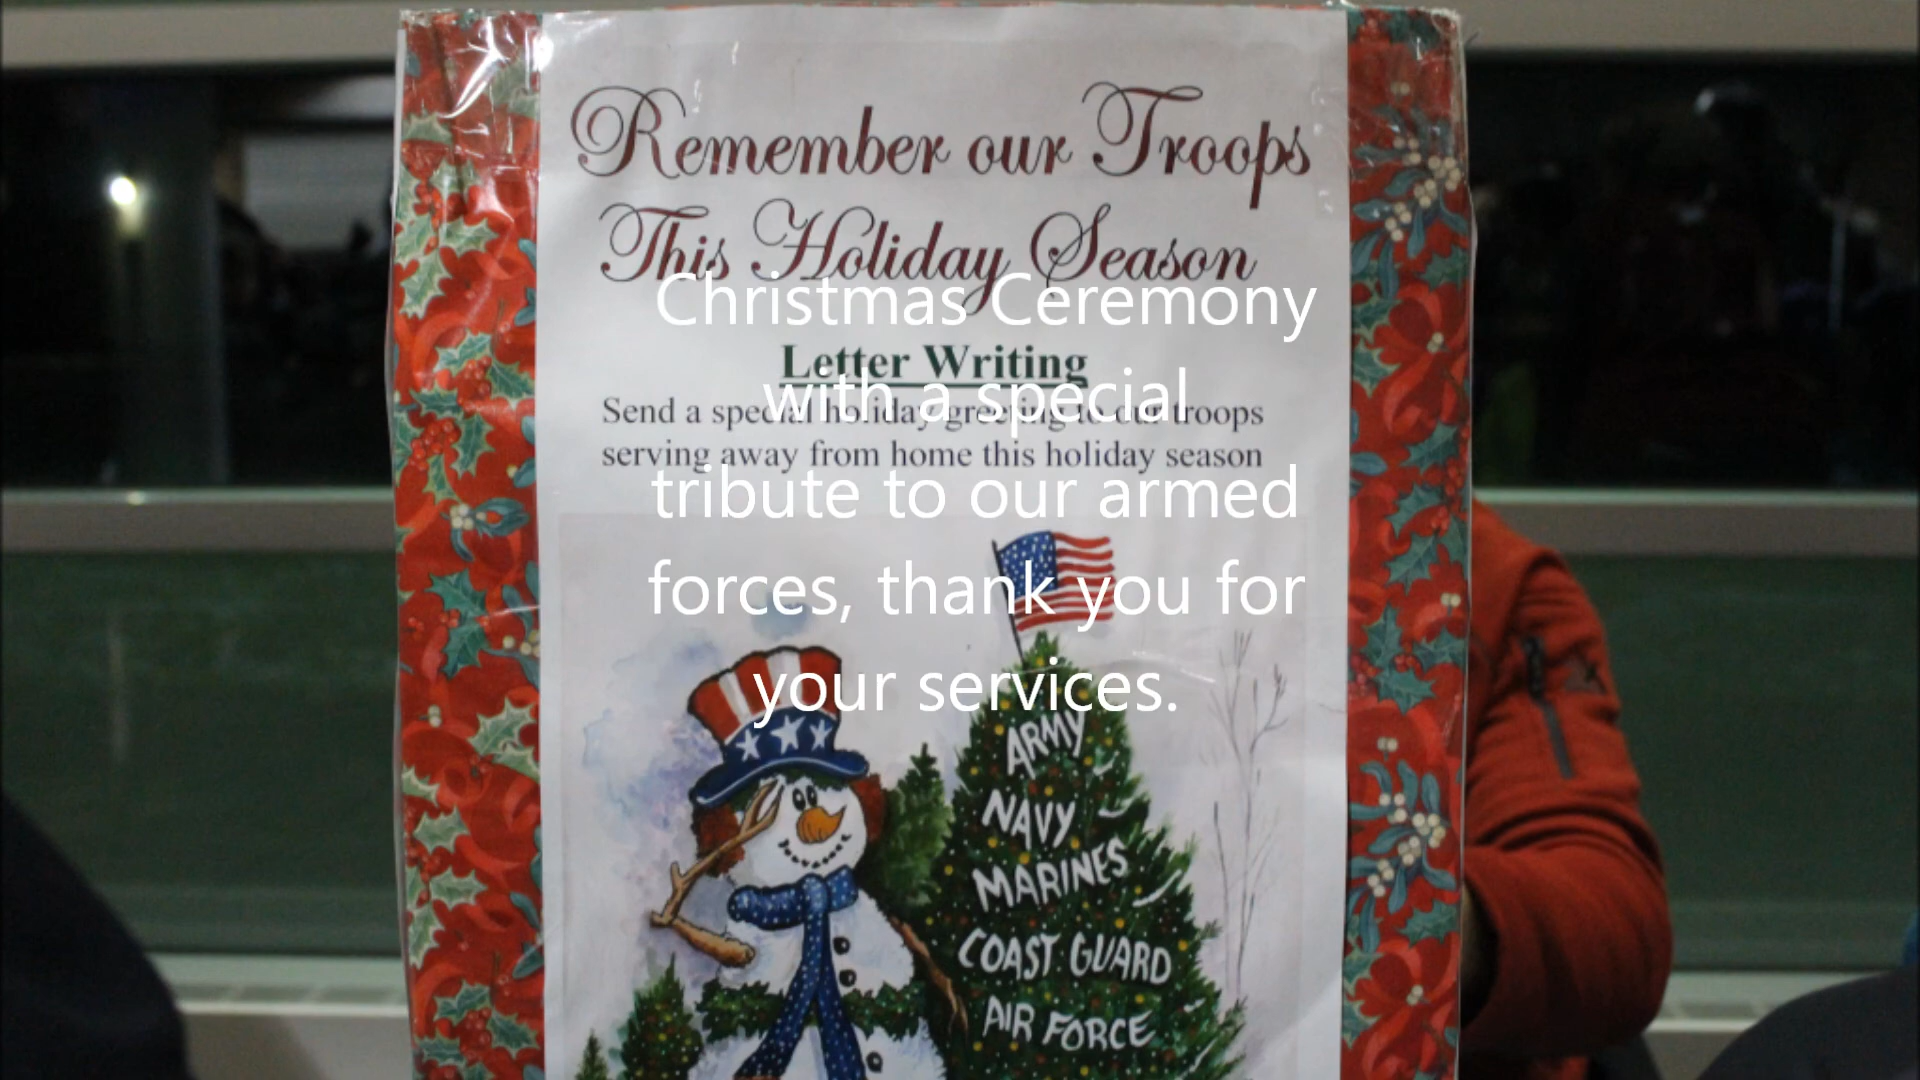 Remember our Troops
This Holiday Season
Christmas Ceremony
Letter Writing
with a special
Send a special holiday greeting to our troops
serving away from home this holiday season
tribute to our armed
forces, thank you for
your services.
ARMY
NAVY
MARINES
COAST GUARD
AIR FORCE